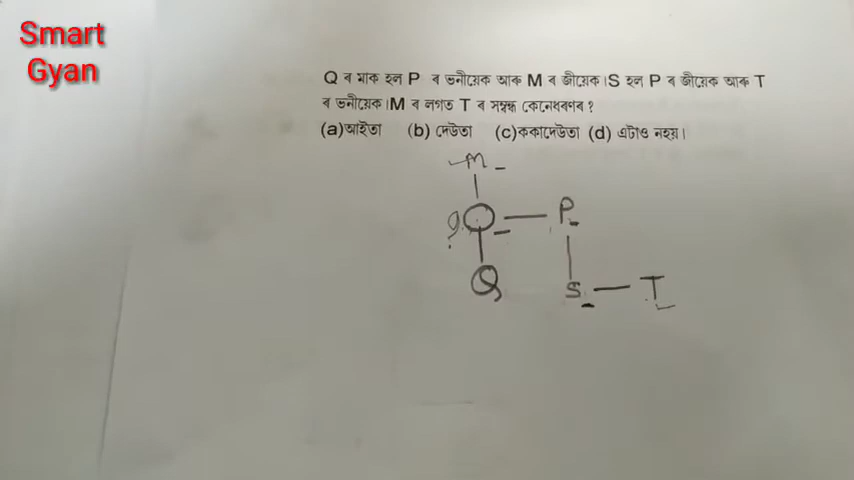 Smart
Gyan
Q ৰ মাক হল P ৰ ভনীয়েক আৰু M ৰ জীয়েক।S হল P ৰ জীয়েক আৰু T
ৰ ভনীয়েক।M ৰ লগত T ৰ সম্বন্ধ কেনেধৰণৰ ?
(a)আইতা (b) দেউতা (c)ককাদেউতা (d) এটাও নহয়।
M
? P
Q S T